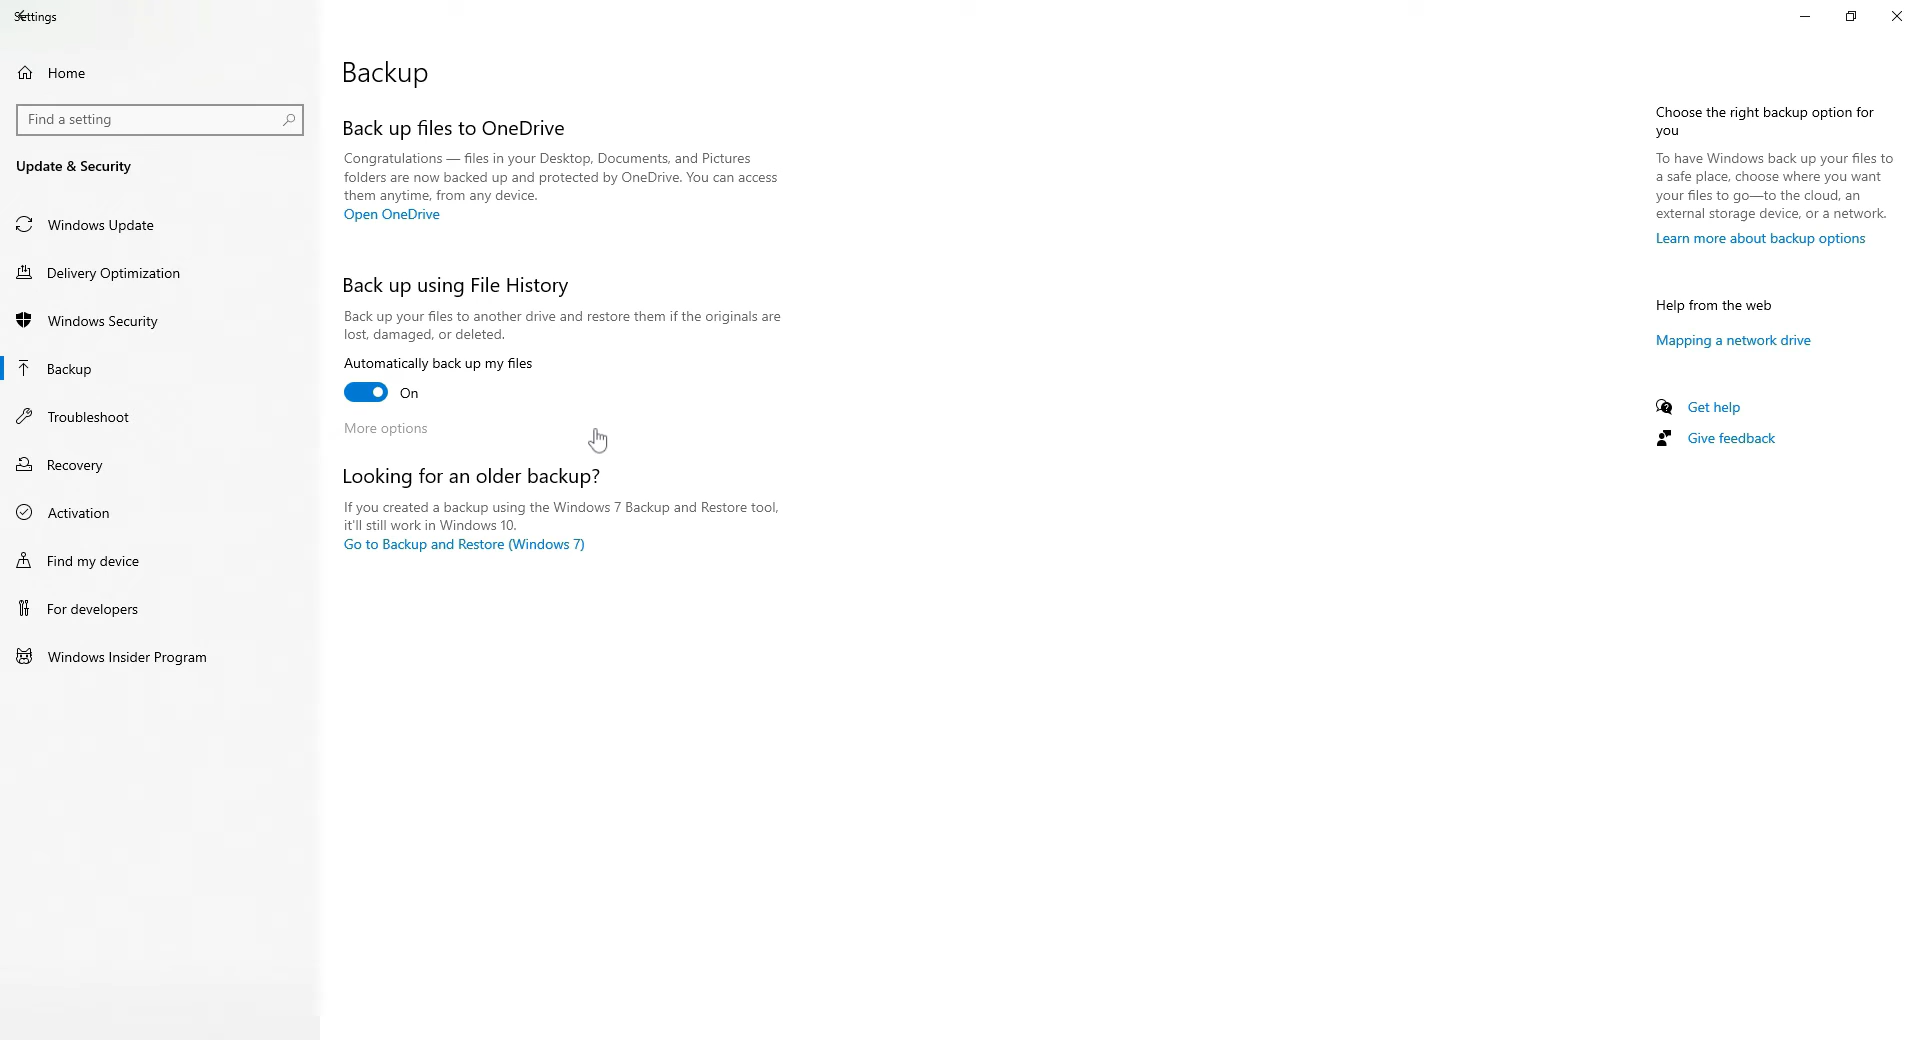 Settings
Home
Find a setting
Update & Security
Windows Update
Delivery Optimization
Windows Security
Backup
Troubleshoot
Recovery
Activation
Find my device
For developers
Windows Insider Program
Backup
Back up files to OneDrive
Congratulations — files in your Desktop, Documents, and Pictures
folders are now backed up and protected by OneDrive. You can access
them anytime, from any device.
Open OneDrive
Back up using File History
Back up your files to another drive and restore them if the originals are
lost, damaged, or deleted.
Automatically back up my files
On
More options
Looking for an older backup?
If you created a backup using the Windows 7 Backup and Restore tool,
it'll still work in Windows 10.
Go to Backup and Restore (Windows 7)
Choose the right backup option for
you
To have Windows back up your files to
a safe place, choose where you want
your files to go—to the cloud, an
external storage device, or a network.
Learn more about backup options
Help from the web
Mapping a network drive
Get help
Give feedback